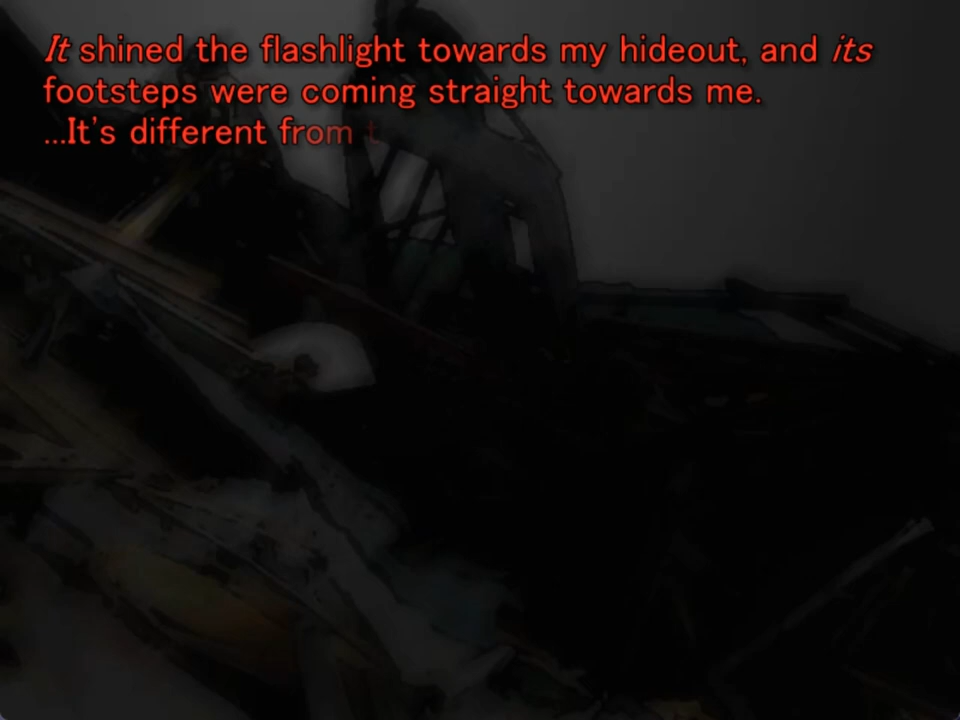 It shined the flashlight towards my hideout, and its
footsteps were coming straight towards me.
...It's different from t